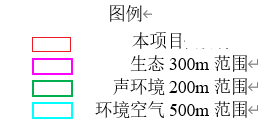 图例
本项目
生态 300m 范围
声环境 200m 范围
环境空气 500m 范围